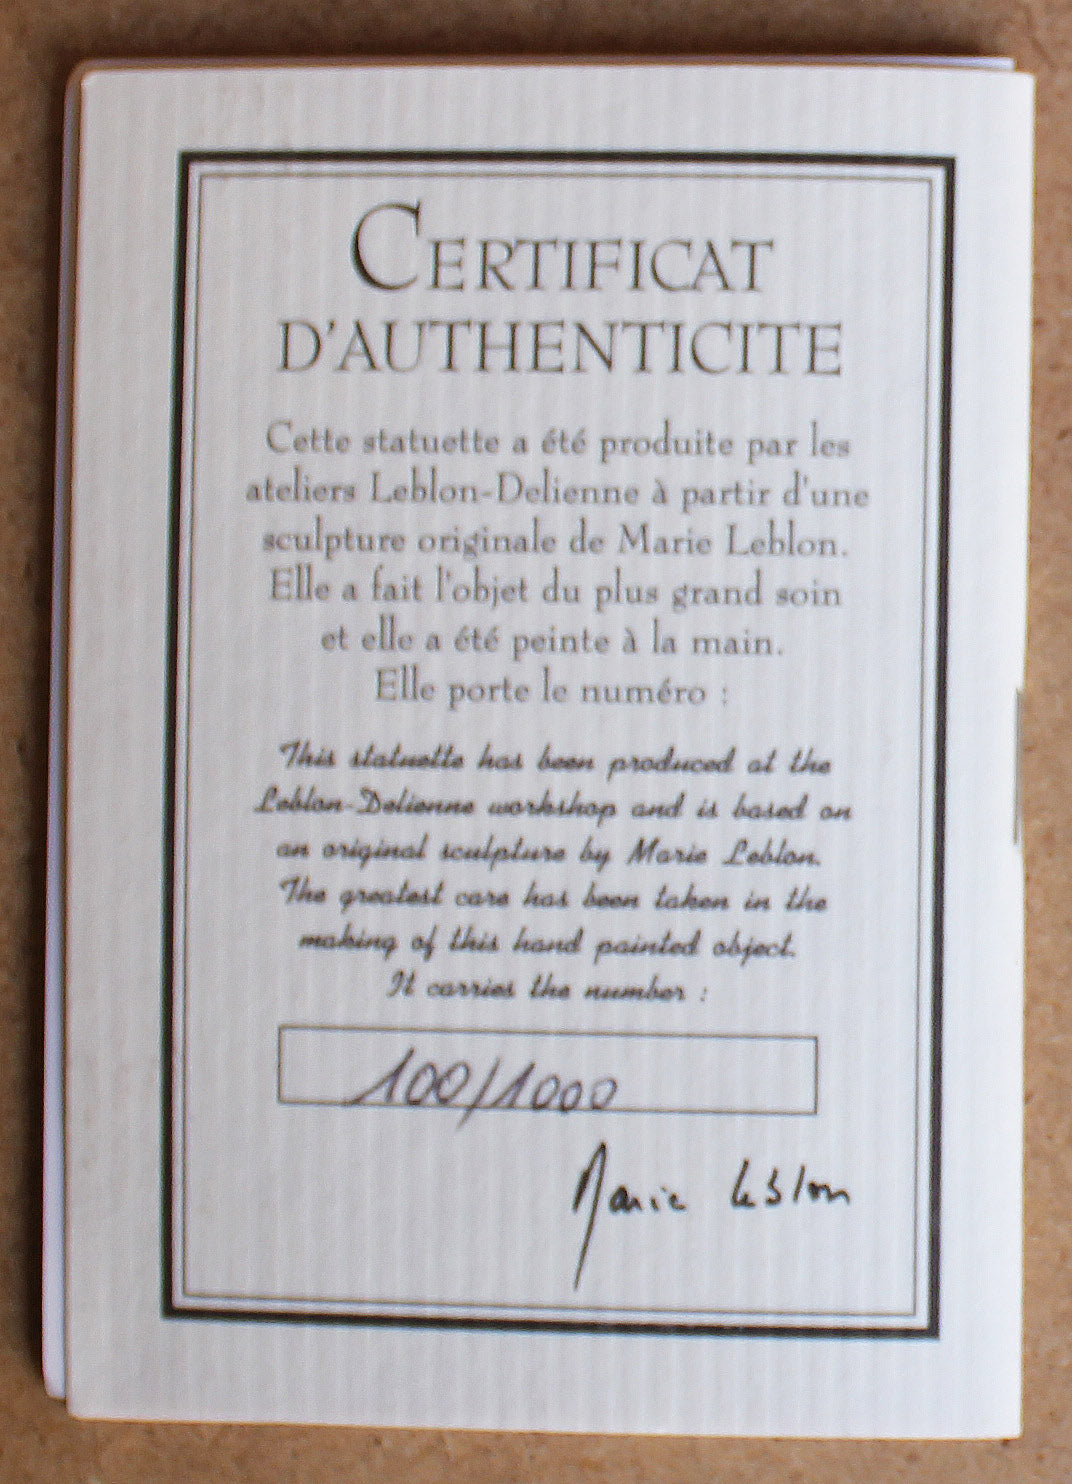 CERTIFICAT
D'AUTHENTICITE
Cette statuette a été produite par les
ateliers Leblon-Delienne à partir d'une
sculpture originale de Marie Leblon.
Elle a fait l'objet du plus grand soin
et elle a été peinte à la main.
Elle porte le numéro :
This statuette has been produced at the
Leblon-Delienne workshop and is based on
an original sculpture by Marie Leblon.
The greatest care has been taken in the
making of this hand painted object.
It carries the number :
100/1000
Marie Leblon